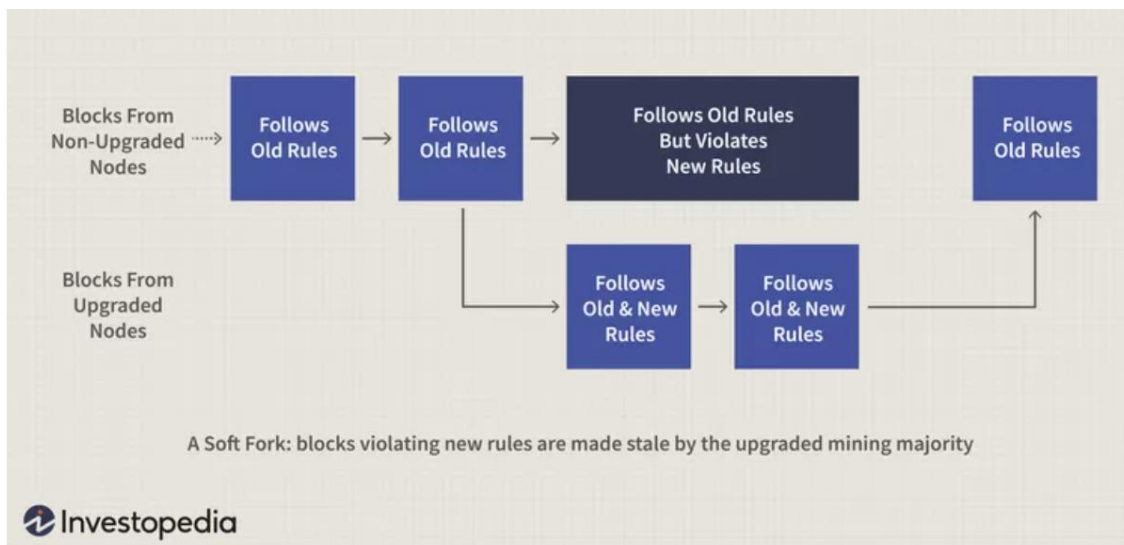 Blocks From
Non-Upgraded
Nodes
Follows
Old Rules
Follows
Old Rules
Follows Old Rules
But Violates
New Rules
Follows
Old Rules
Blocks From
Upgraded
Nodes
Follows
Old & New
Rules
Follows
Old & New
Rules
A Soft Fork: blocks violating new rules are made stale by the upgraded mining majority
Investopedia